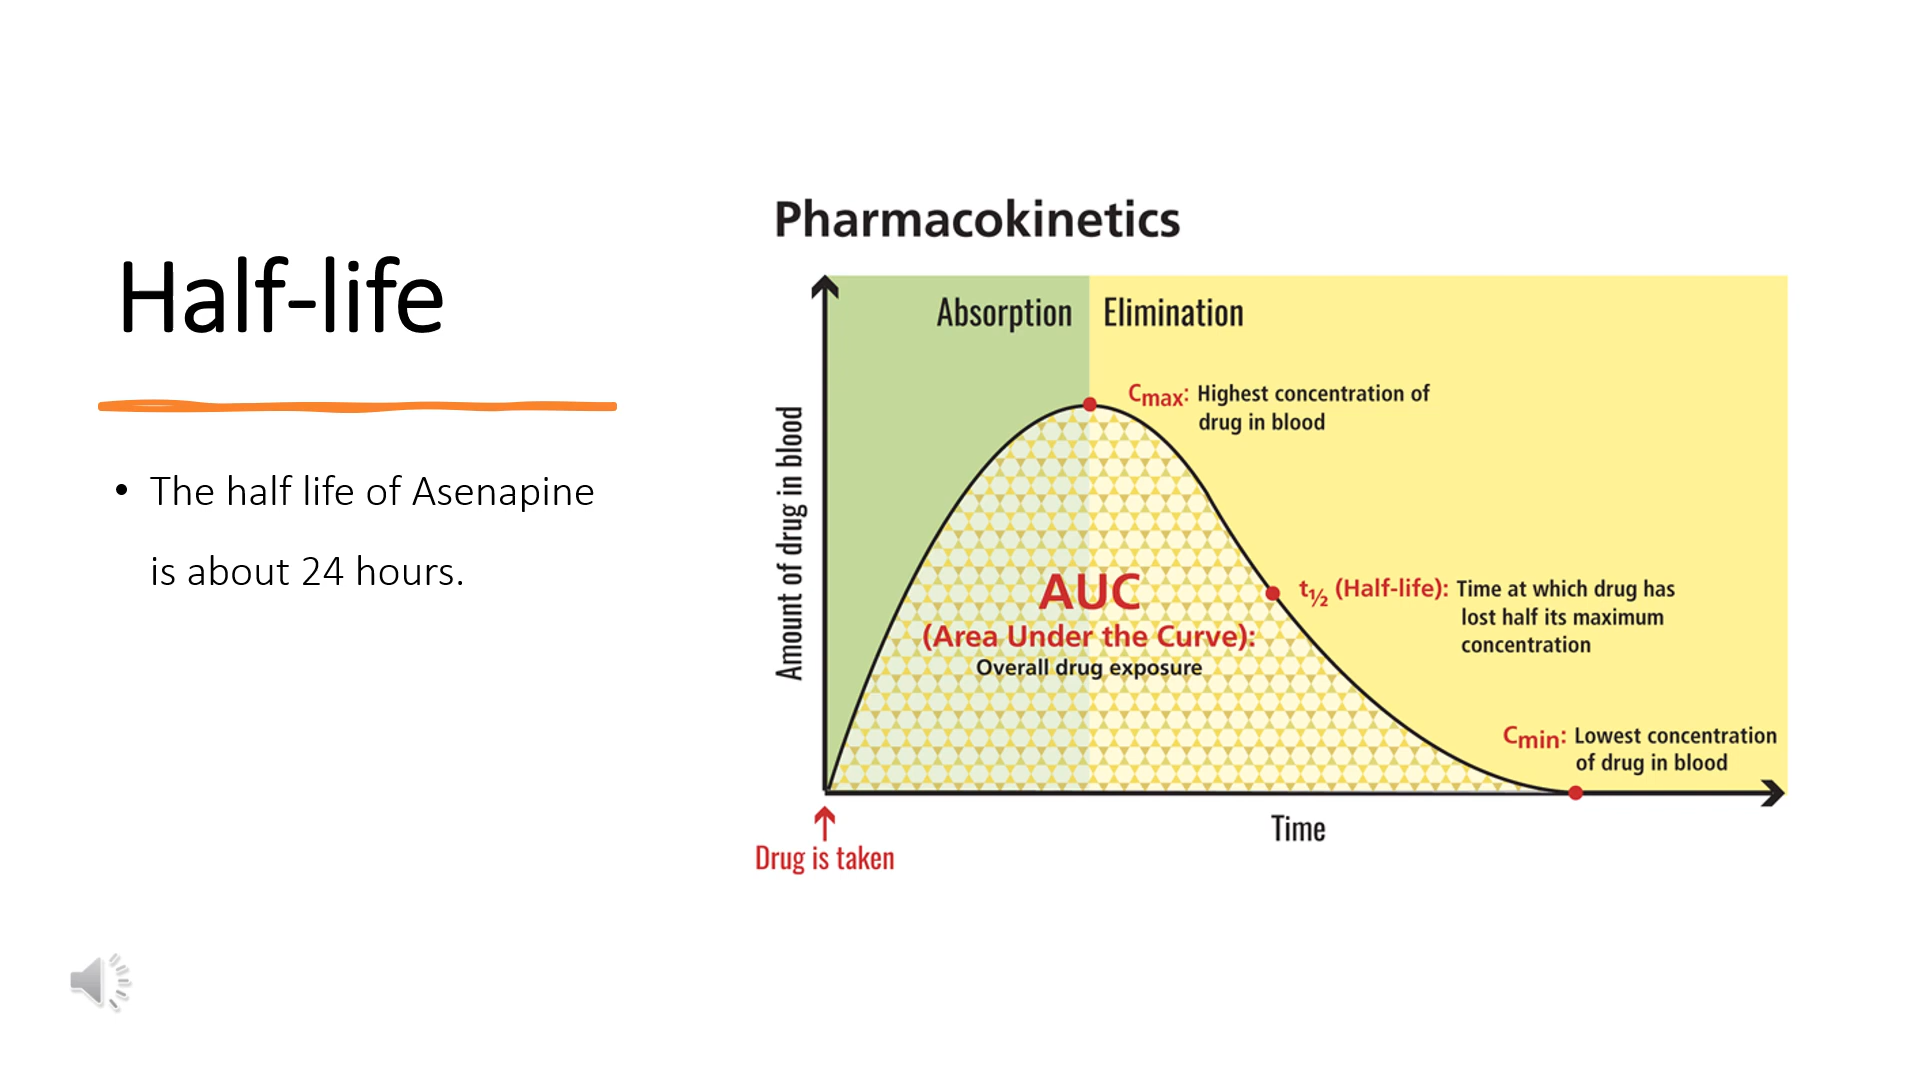 Half-life
• The half life of Asenapine
is about 24 hours.
Pharmacokinetics
Absorption
Elimination
Cmax: Highest concentration of
drug in blood
Amount of drug in blood
t½ (Half-life): Time at which drug has
lost half its maximum
concentration
AUC
(Area Under the Curve):
Overall drug exposure
Cmin: Lowest concentration
of drug in blood
Time
Drug is taken